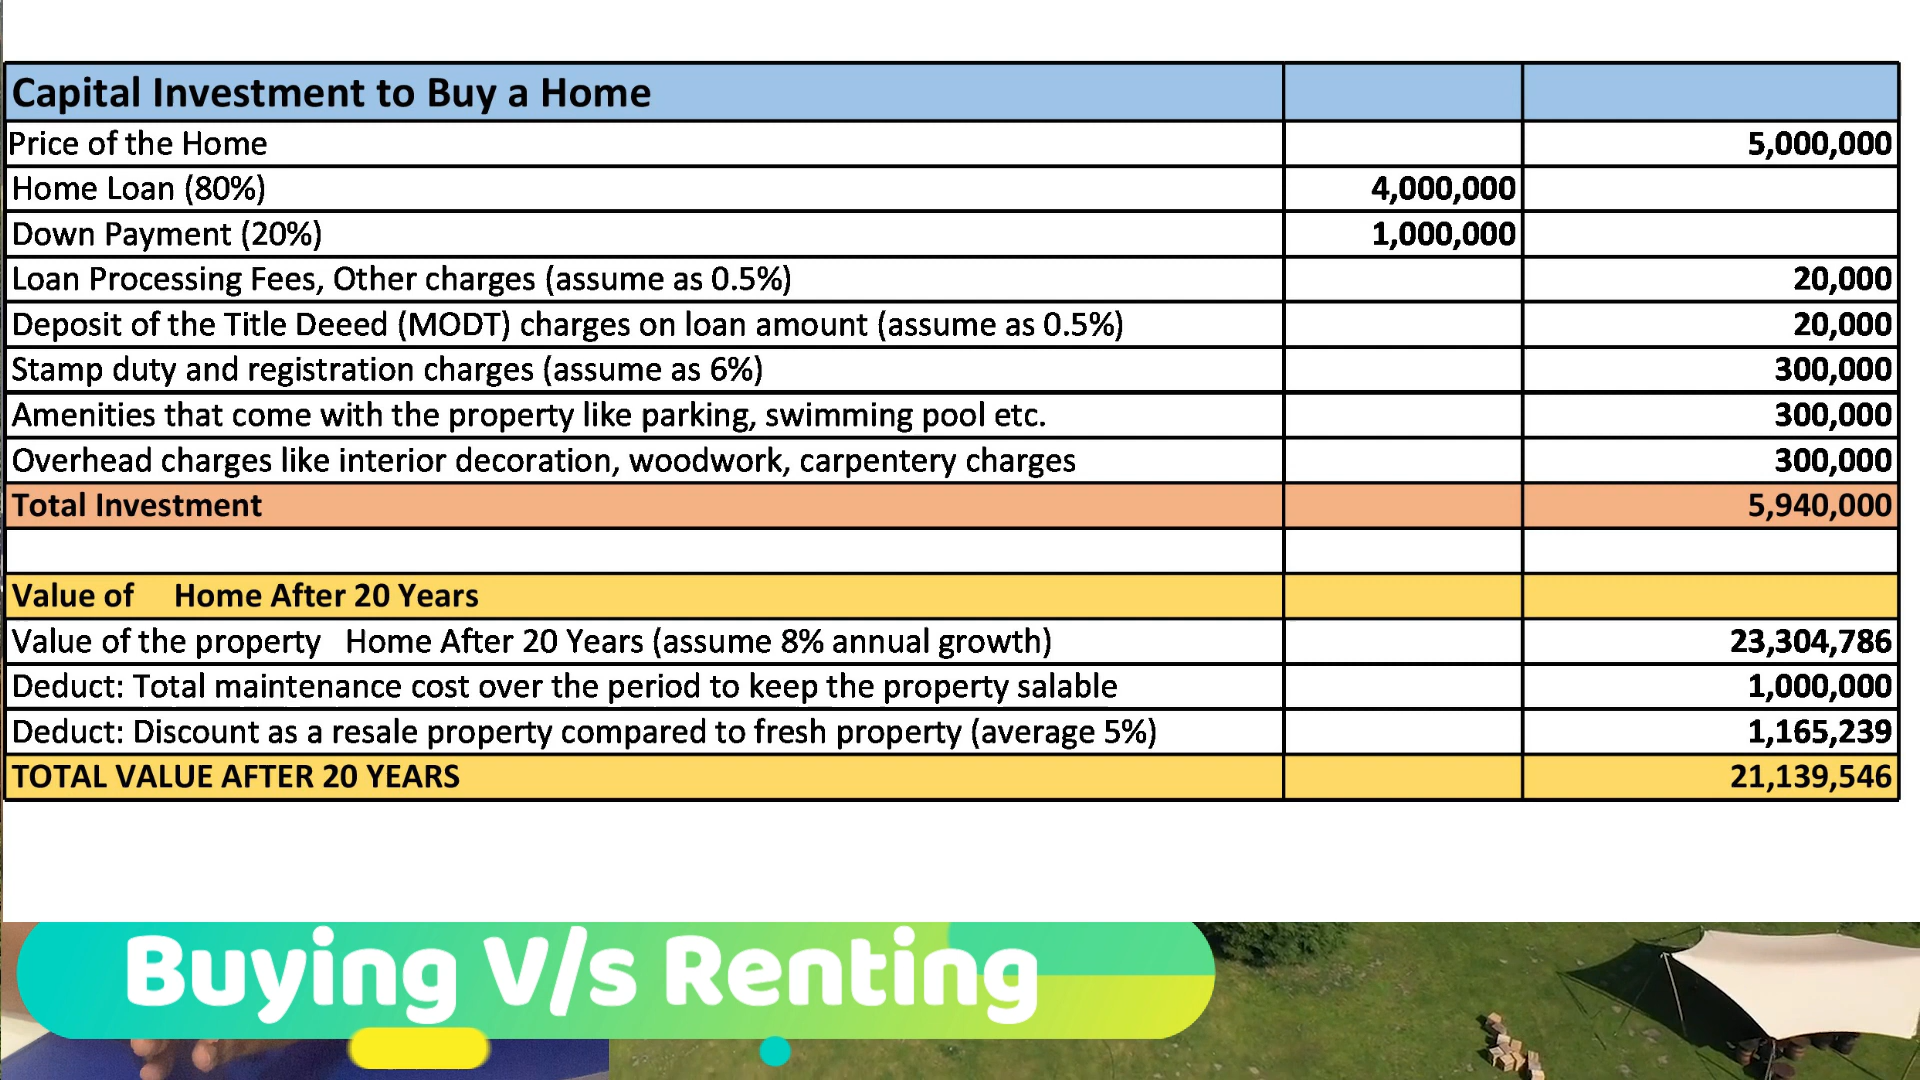 Capital Investment to Buy a Home
Price of the Home 5,000,000
Home Loan (80%) 4,000,000
Down Payment (20%) 1,000,000
Loan Processing Fees, Other charges (assume as 0.5%) 20,000
Deposit of the Title Deeed (MODT) charges on loan amount (assume as 0.5%) 20,000
Stamp duty and registration charges (assume as 6%) 300,000
Amenities that come with the property like parking, swimming pool etc. 300,000
Overhead charges like interior decoration, woodwork, carpentery charges 300,000
Total Investment 5,940,000
Value of Home After 20 Years
Value of the property Home After 20 Years (assume 8% annual growth) 23,304,786
Deduct: Total maintenance cost over the period to keep the property salable 1,000,000
Deduct: Discount as a resale property compared to fresh property (average 5%) 1,165,239
TOTAL VALUE AFTER 20 YEARS 21,139,546
Buying V/s Renting